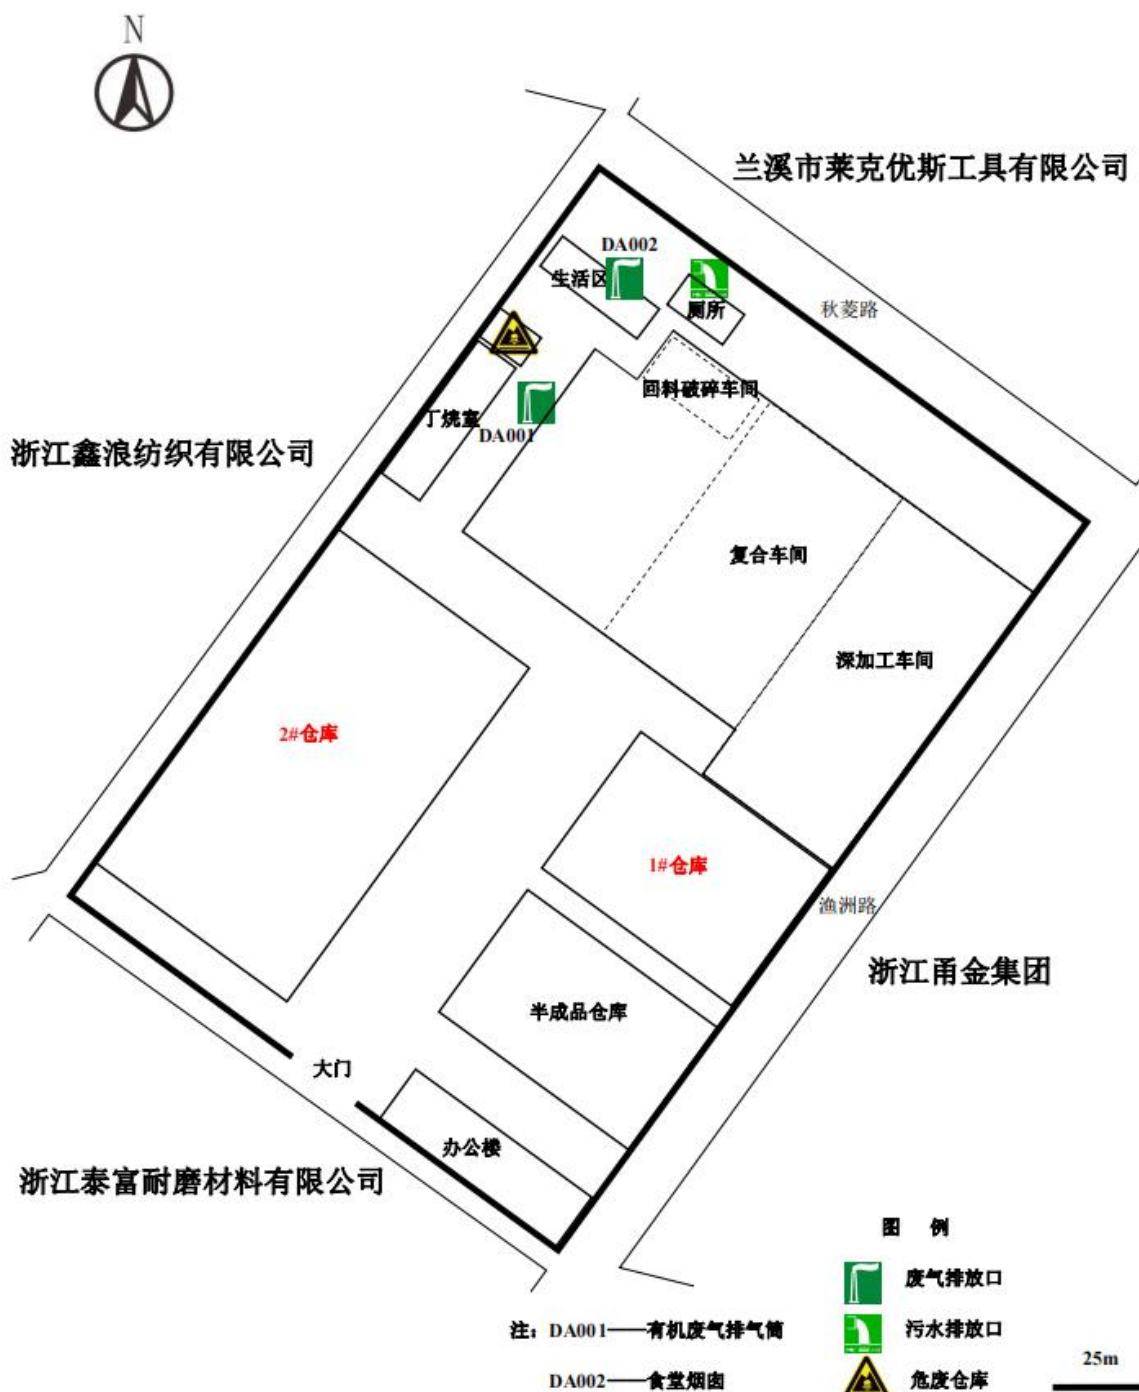 N
兰溪市莱克优斯工具有限公司
DA002
生活区
厕所
秋菱路
回料破碎车间
丁烷室
DA001
浙江鑫浪纺织有限公司
复合车间
深加工车间
2#仓库
1#仓库
渔洲路
浙江甬金集团
半成品仓库
大门
办公楼
浙江泰富耐磨材料有限公司
图 例
废气排放口
注：DA001——有机废气排气筒
污水排放口
25m
DA002——食堂烟囱
危废仓库